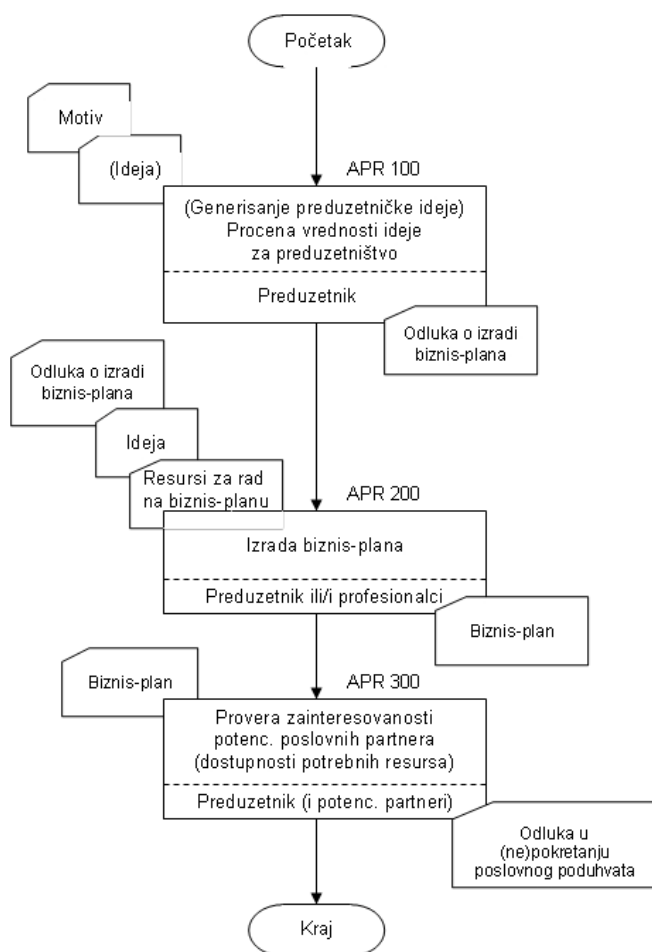 Početak
Motiv
(Ideja)
APR 100
(Generisanje preduzetničke ideje)
Procena vrednosti ideje
za preduzetništvo
Preduzetnik
Odluka o izradi
biznis-plana
Odluka o izradi
biznis-plana
Ideja
Resursi za rad
na biznis-planu
APR 200
Izrada biznis-plana
Preduzetnik ili/i profesionalci
Biznis-plan
Biznis-plan
APR 300
Provera zainteresovanosti
potenc. poslovnih partnera
(dostupnosti potrebnih resursa)
Preduzetnik (i potenc. partneri)
Odluka u
(ne)pokretanju
poslovnog poduhvata
Kraj